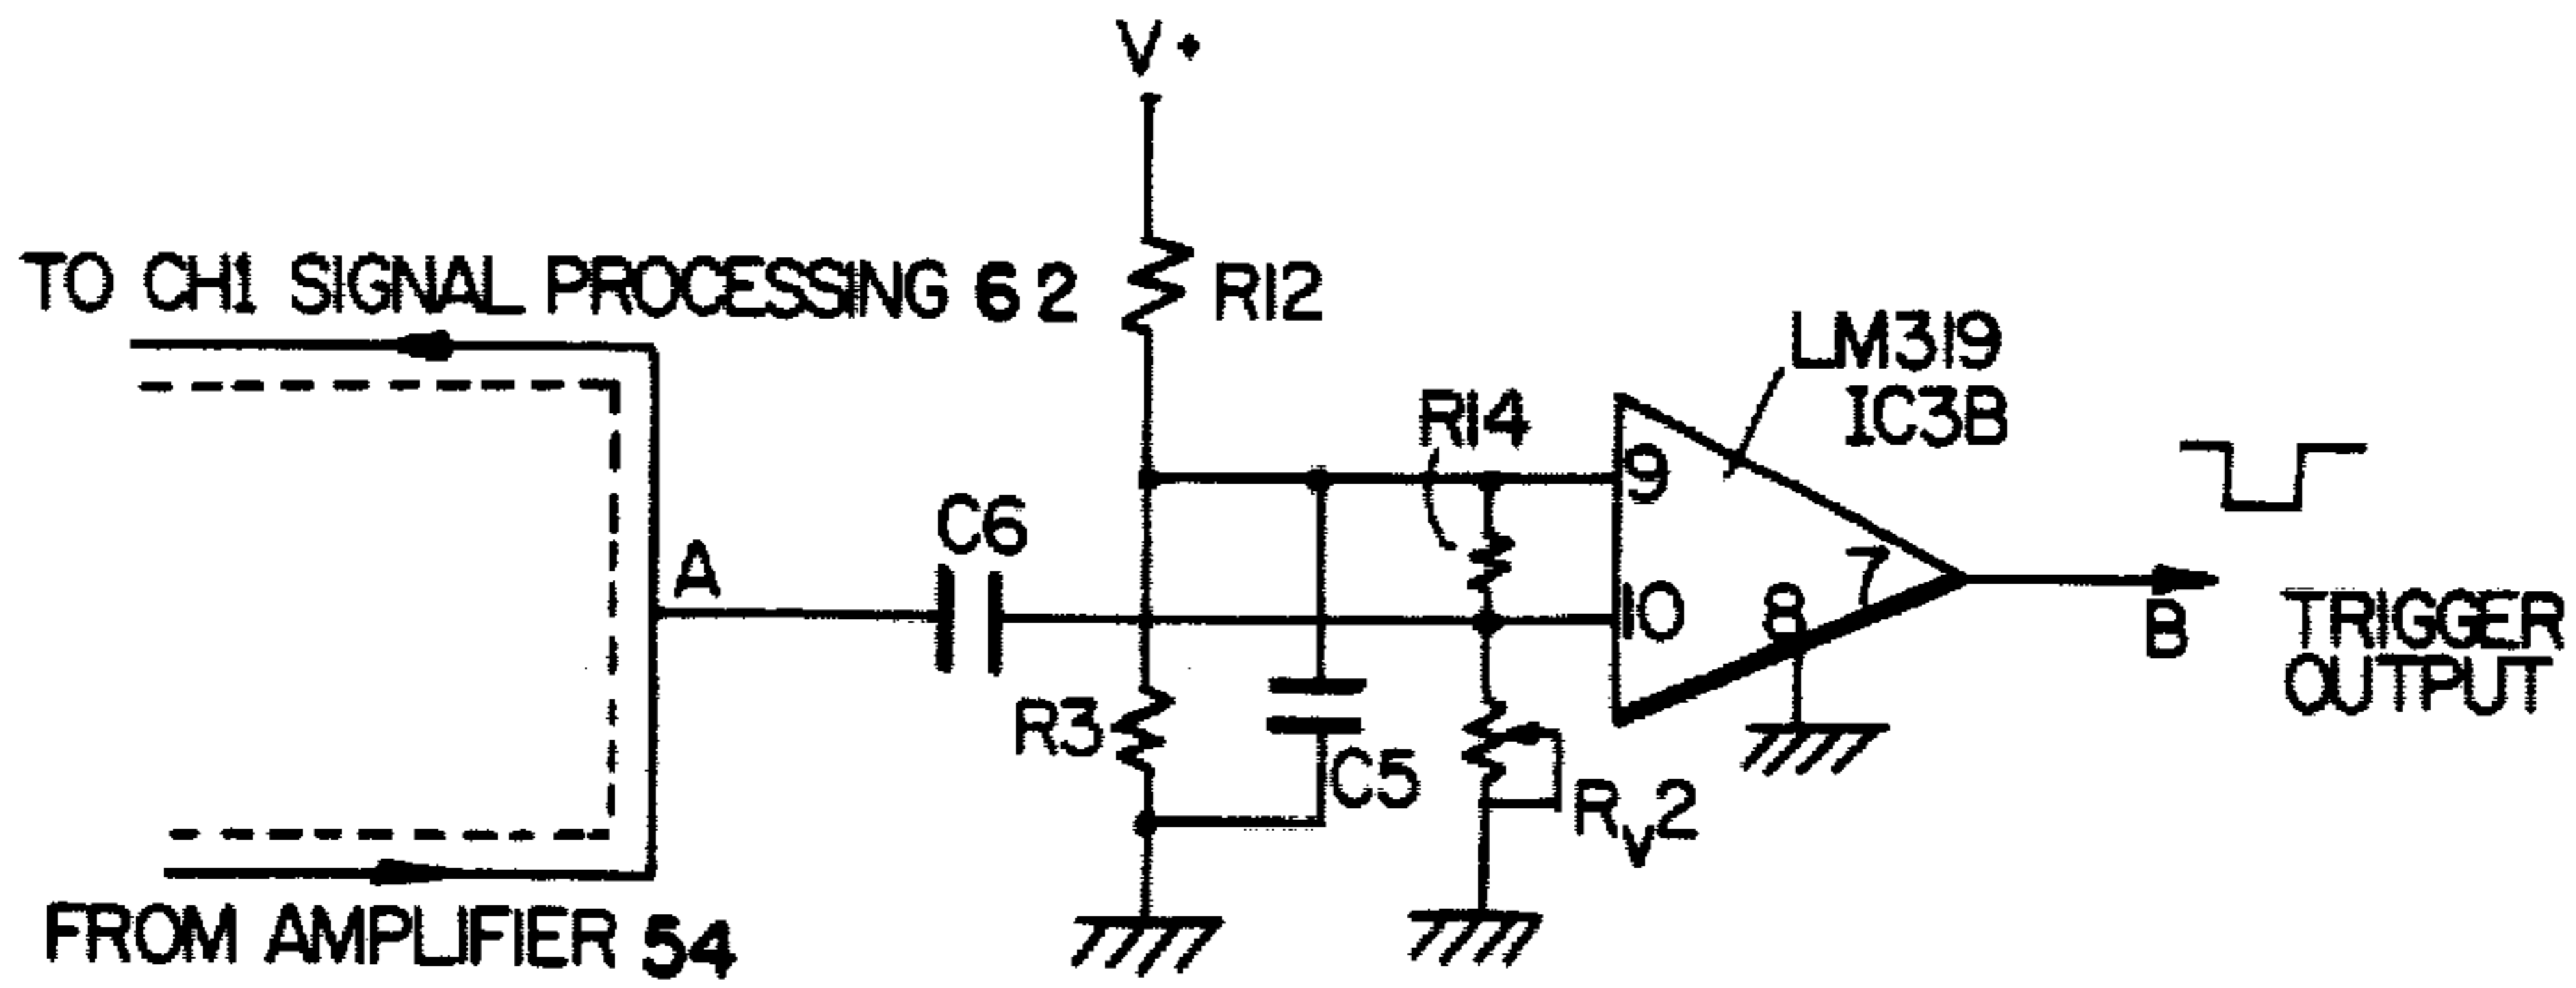 V+
TO CH1 SIGNAL PROCESSING 62
R12
LM319
IC3B
R14
9
C6
A
10
8
7
B
TRIGGER
OUTPUT
R3
C5
Rv2
FROM AMPLIFIER 54